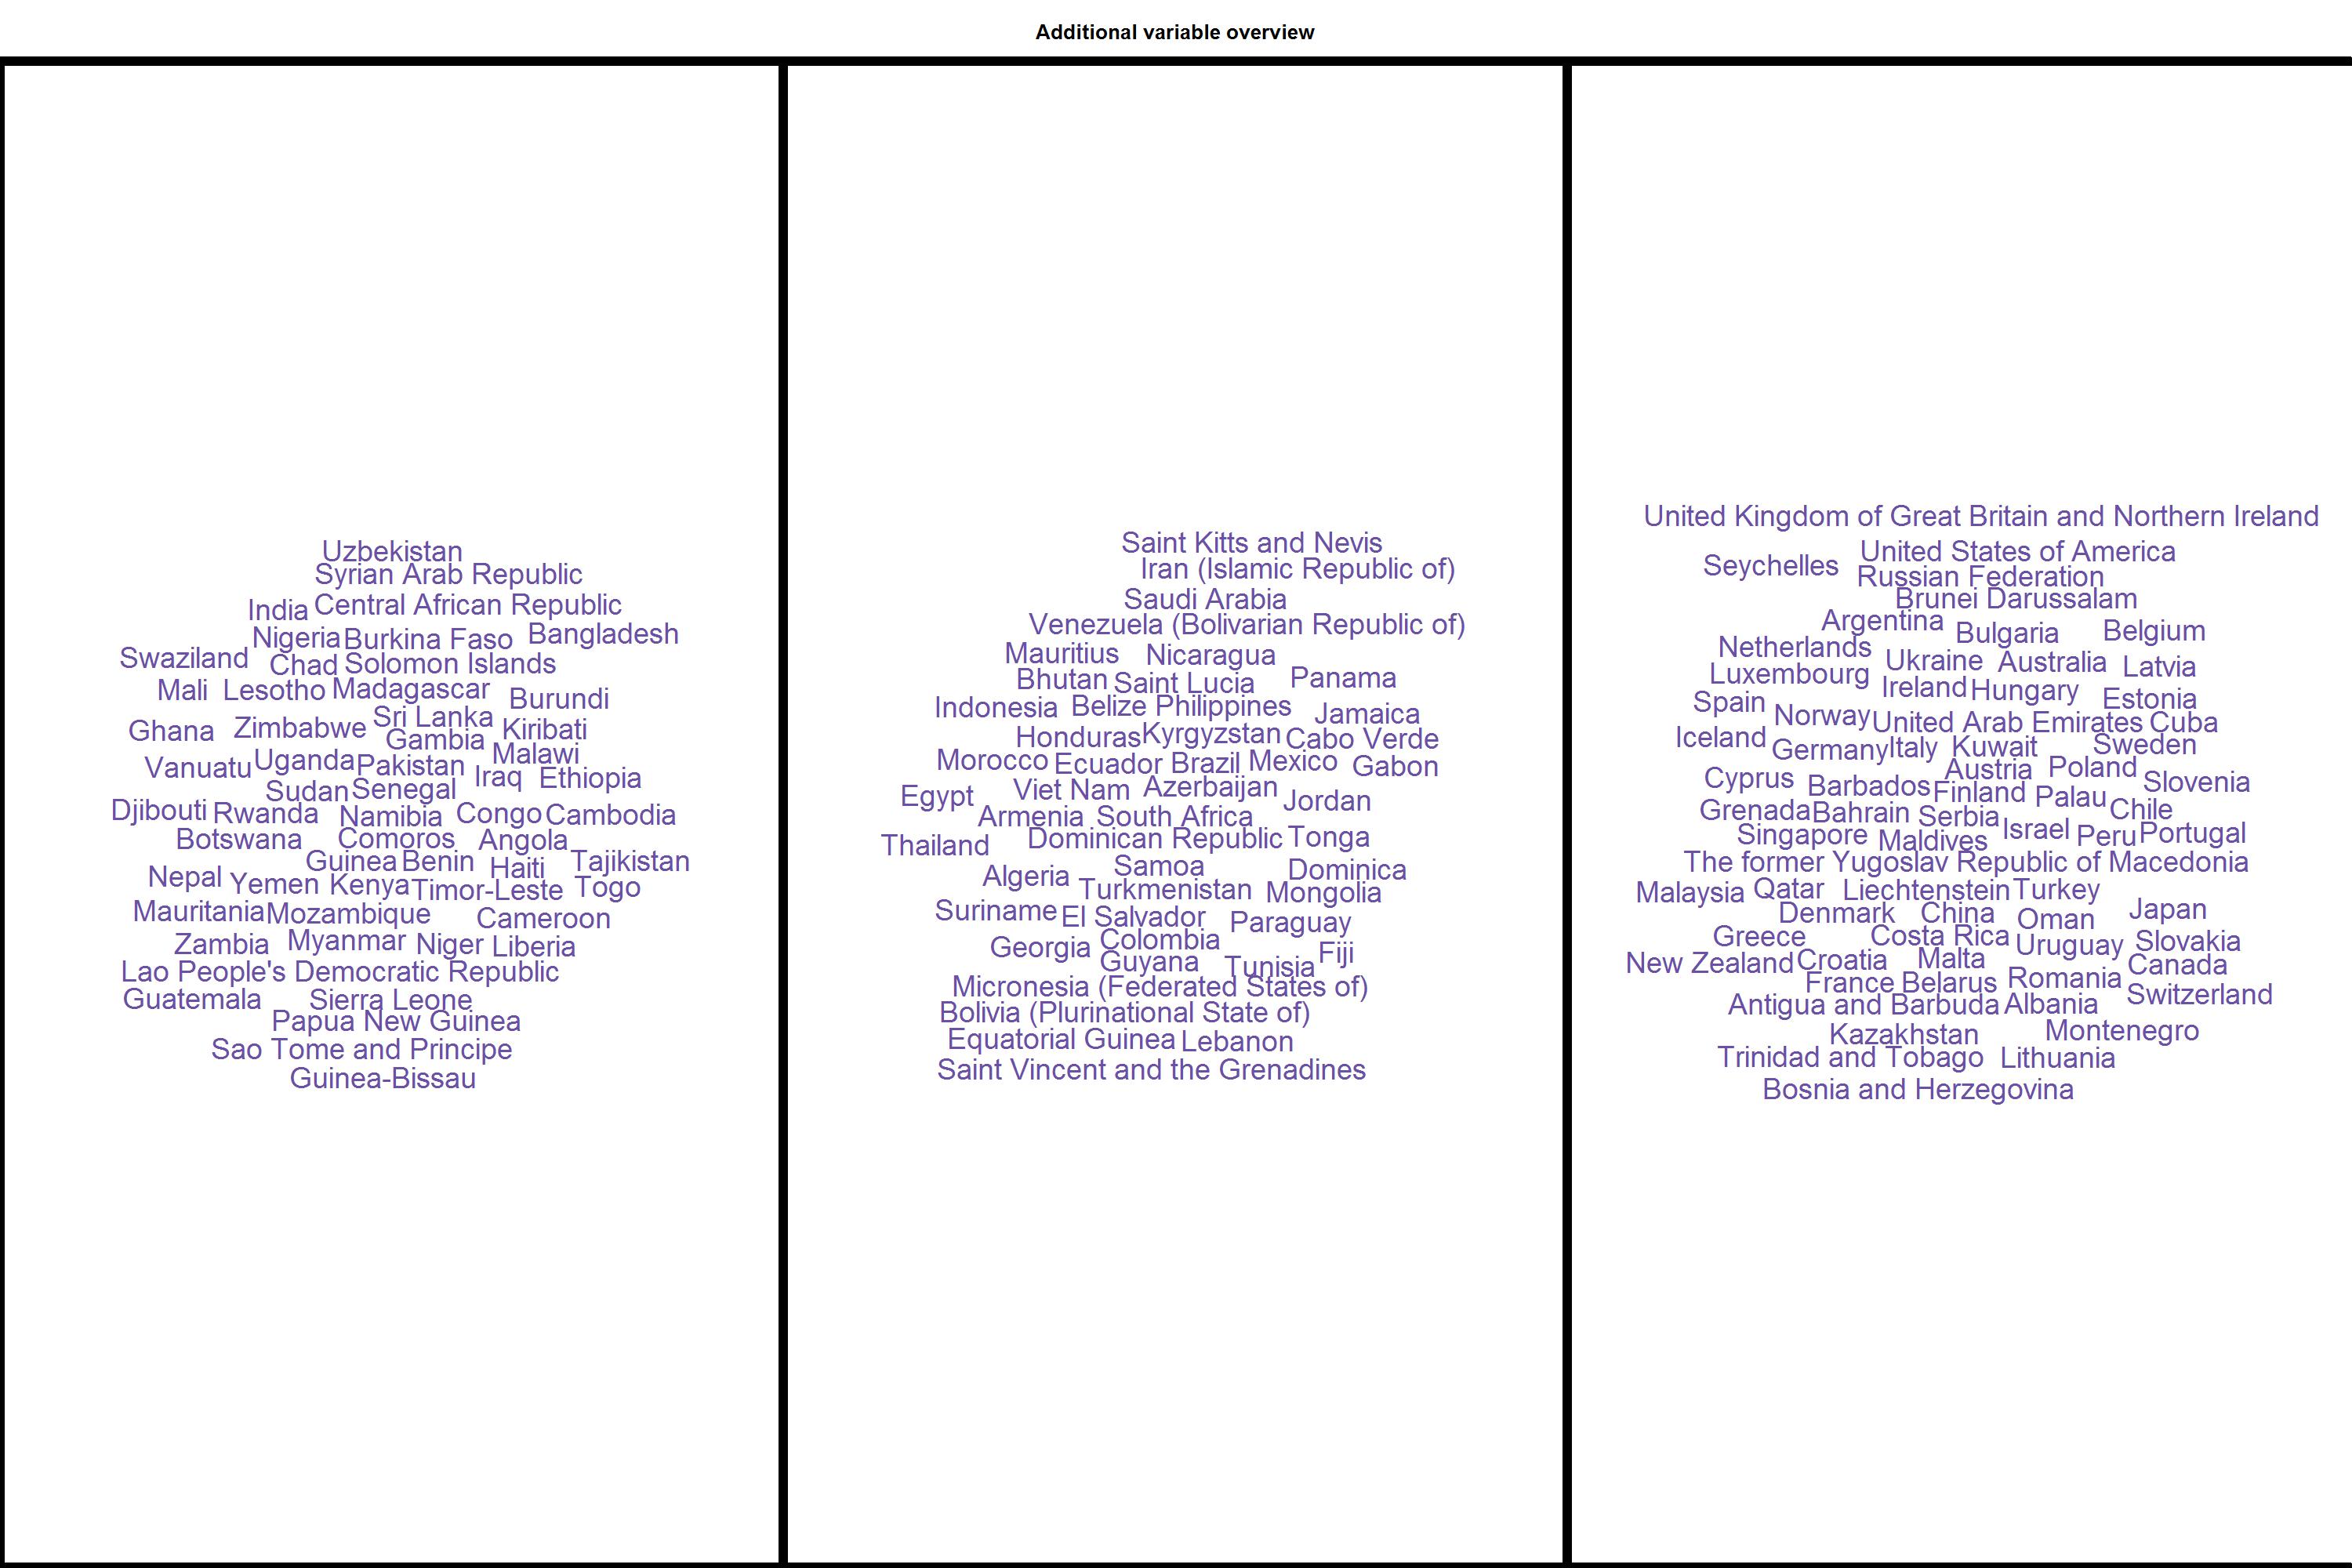 Additional variable overview
Uzbekistan
Syrian Arab Republic
India Central African Republic
Nigeria Burkina Faso Bangladesh
Swaziland Chad Solomon Islands
Mali Lesotho Madagascar Burundi
Ghana Zimbabwe Sri Lanka Kiribati
Gambia Malawi
Vanuatu Uganda Pakistan Iraq Ethiopia
Sudan Senegal
Djibouti Rwanda Namibia Congo Cambodia
Botswana Comoros Angola
Guinea Benin Haiti Tajikistan
Nepal Yemen Kenya Timor-Leste Togo
Mauritania Mozambique Cameroon
Zambia Myanmar Niger Liberia
Lao People's Democratic Republic
Guatemala Sierra Leone
Papua New Guinea
Sao Tome and Principe
Guinea-Bissau
Saint Kitts and Nevis
Iran (Islamic Republic of)
Saudi Arabia
Venezuela (Bolivarian Republic of)
Mauritius Nicaragua
Bhutan Saint Lucia Panama
Indonesia Belize Philippines Jamaica
Honduras Kyrgyzstan Cabo Verde
Morocco Ecuador Brazil Mexico Gabon
Egypt Viet Nam Azerbaijan Jordan
Armenia South Africa
Thailand Dominican Republic Tonga
Algeria Samoa Dominica
Turkmenistan Mongolia
Suriname El Salvador Paraguay
Georgia Colombia Fiji
Guyana Tunisia
Micronesia (Federated States of)
Bolivia (Plurinational State of)
Equatorial Guinea Lebanon
Saint Vincent and the Grenadines
United Kingdom of Great Britain and Northern Ireland
Seychelles United States of America
Russian Federation
Brunei Darussalam
Argentina Bulgaria Belgium
Netherlands Ukraine Australia Latvia
Luxembourg Ireland Hungary Estonia
Spain Norway United Arab Emirates Cuba
Iceland Germany Italy Kuwait Sweden
Cyprus Austria Poland Slovenia
Barbados Finland Palau Chile
Grenada Bahrain Serbia Israel Peru Portugal
Singapore Maldives
The former Yugoslav Republic of Macedonia
Malaysia Qatar Liechtenstein Turkey
Denmark China Oman Japan
Greece Costa Rica Uruguay Slovakia
New Zealand Croatia Malta Canada
France Belarus Romania Switzerland
Antigua and Barbuda Albania
Kazakhstan Montenegro
Trinidad and Tobago Lithuania
Bosnia and Herzegovina